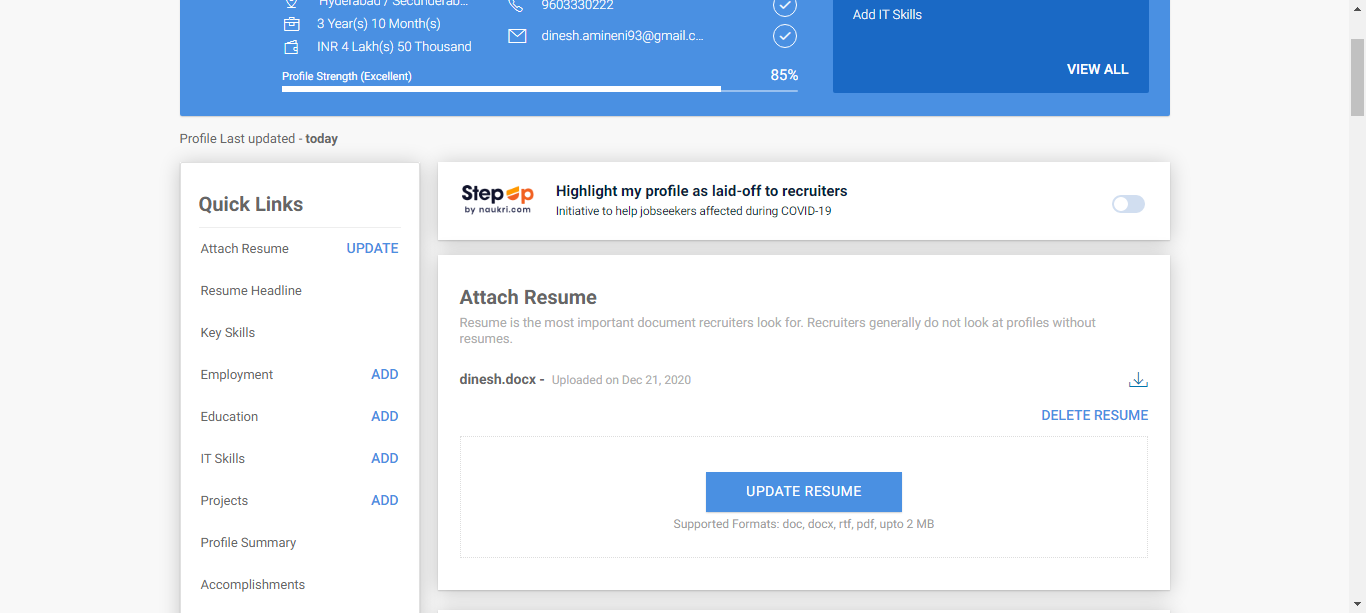 Hyderabad / Secunderab...
9603330222
3 Year(s) 10 Month(s)
dinesh.amineni93@gmail.c...
INR 4 Lakh(s) 50 Thousand
Profile Strength (Excellent)
85%
Add IT Skills
VIEW ALL
Profile Last updated - today
Quick Links
Attach Resume UPDATE
Resume Headline
Key Skills
Employment ADD
Education ADD
IT Skills ADD
Projects ADD
Profile Summary
Accomplishments
StepUp
by naukri.com
Highlight my profile as laid-off to recruiters
Initiative to help jobseekers affected during COVID-19
Attach Resume
Resume is the most important document recruiters look for. Recruiters generally do not look at profiles without
resumes.
dinesh.docx - Uploaded on Dec 21, 2020
DELETE RESUME
UPDATE RESUME
Supported Formats: doc, docx, rtf, pdf, upto 2 MB